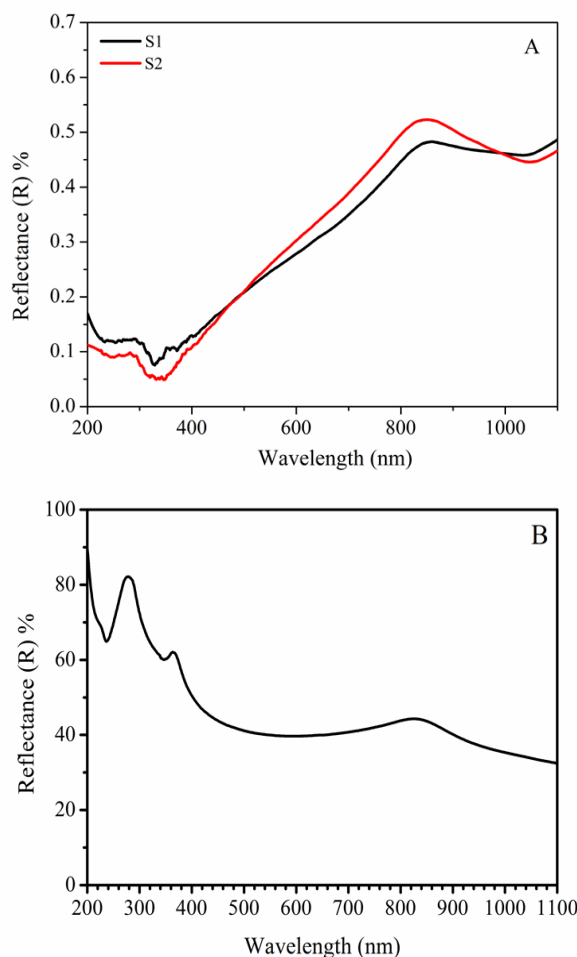 A
S1
S2
Reflectance (R) %
0.7
0.6
0.5
0.4
0.3
0.2
0.1
0.0
200 400 600 800 1000
Wavelength (nm)
B
Reflectance (R) %
100
80
60
40
20
0
200 300 400 500 600 700 800 900 1000 1100
Wavelength (nm)